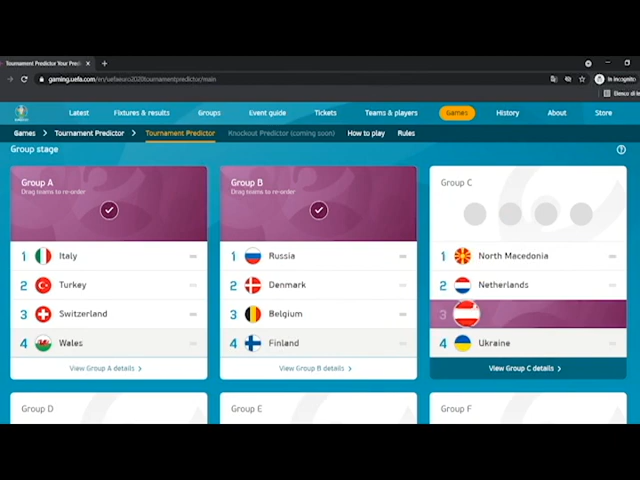 Tournament Predictor Your Predi
gaming.uefa.com/en/uefaeuro2020tournamentpredictor/main
In incognito
Elenco di le
Latest Fixtures & results Groups Event guide Tickets Teams & players Games History About Store
Games Tournament Predictor Tournament Predictor Knockout Predictor (coming soon) How to play Rules
Group stage
Group A
Drag teams to re-order
1 Italy
2 Turkey
3 Switzerland
4 Wales
View Group A details
Group B
Drag teams to re-order
1 Russia
2 Denmark
3 Belgium
4 Finland
View Group B details
Group C
1 North Macedonia
2 Netherlands
3
4 Ukraine
View Group C details
Group D
Group E
Group F